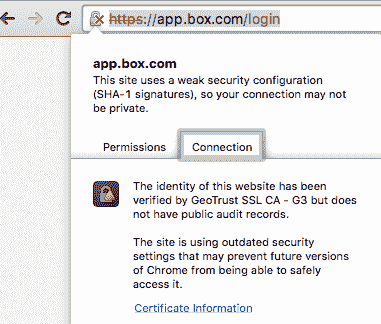 https://app.box.com/login
app.box.com
This site uses a weak security configuration
(SHA-1 signatures), so your connection may not
be private.
Permissions Connection
The identity of this website has been
verified by GeoTrust SSL CA - G3 but does
not have public audit records.
The site is using outdated security
settings that may prevent future versions
of Chrome from being able to safely
access it.
Certificate Information